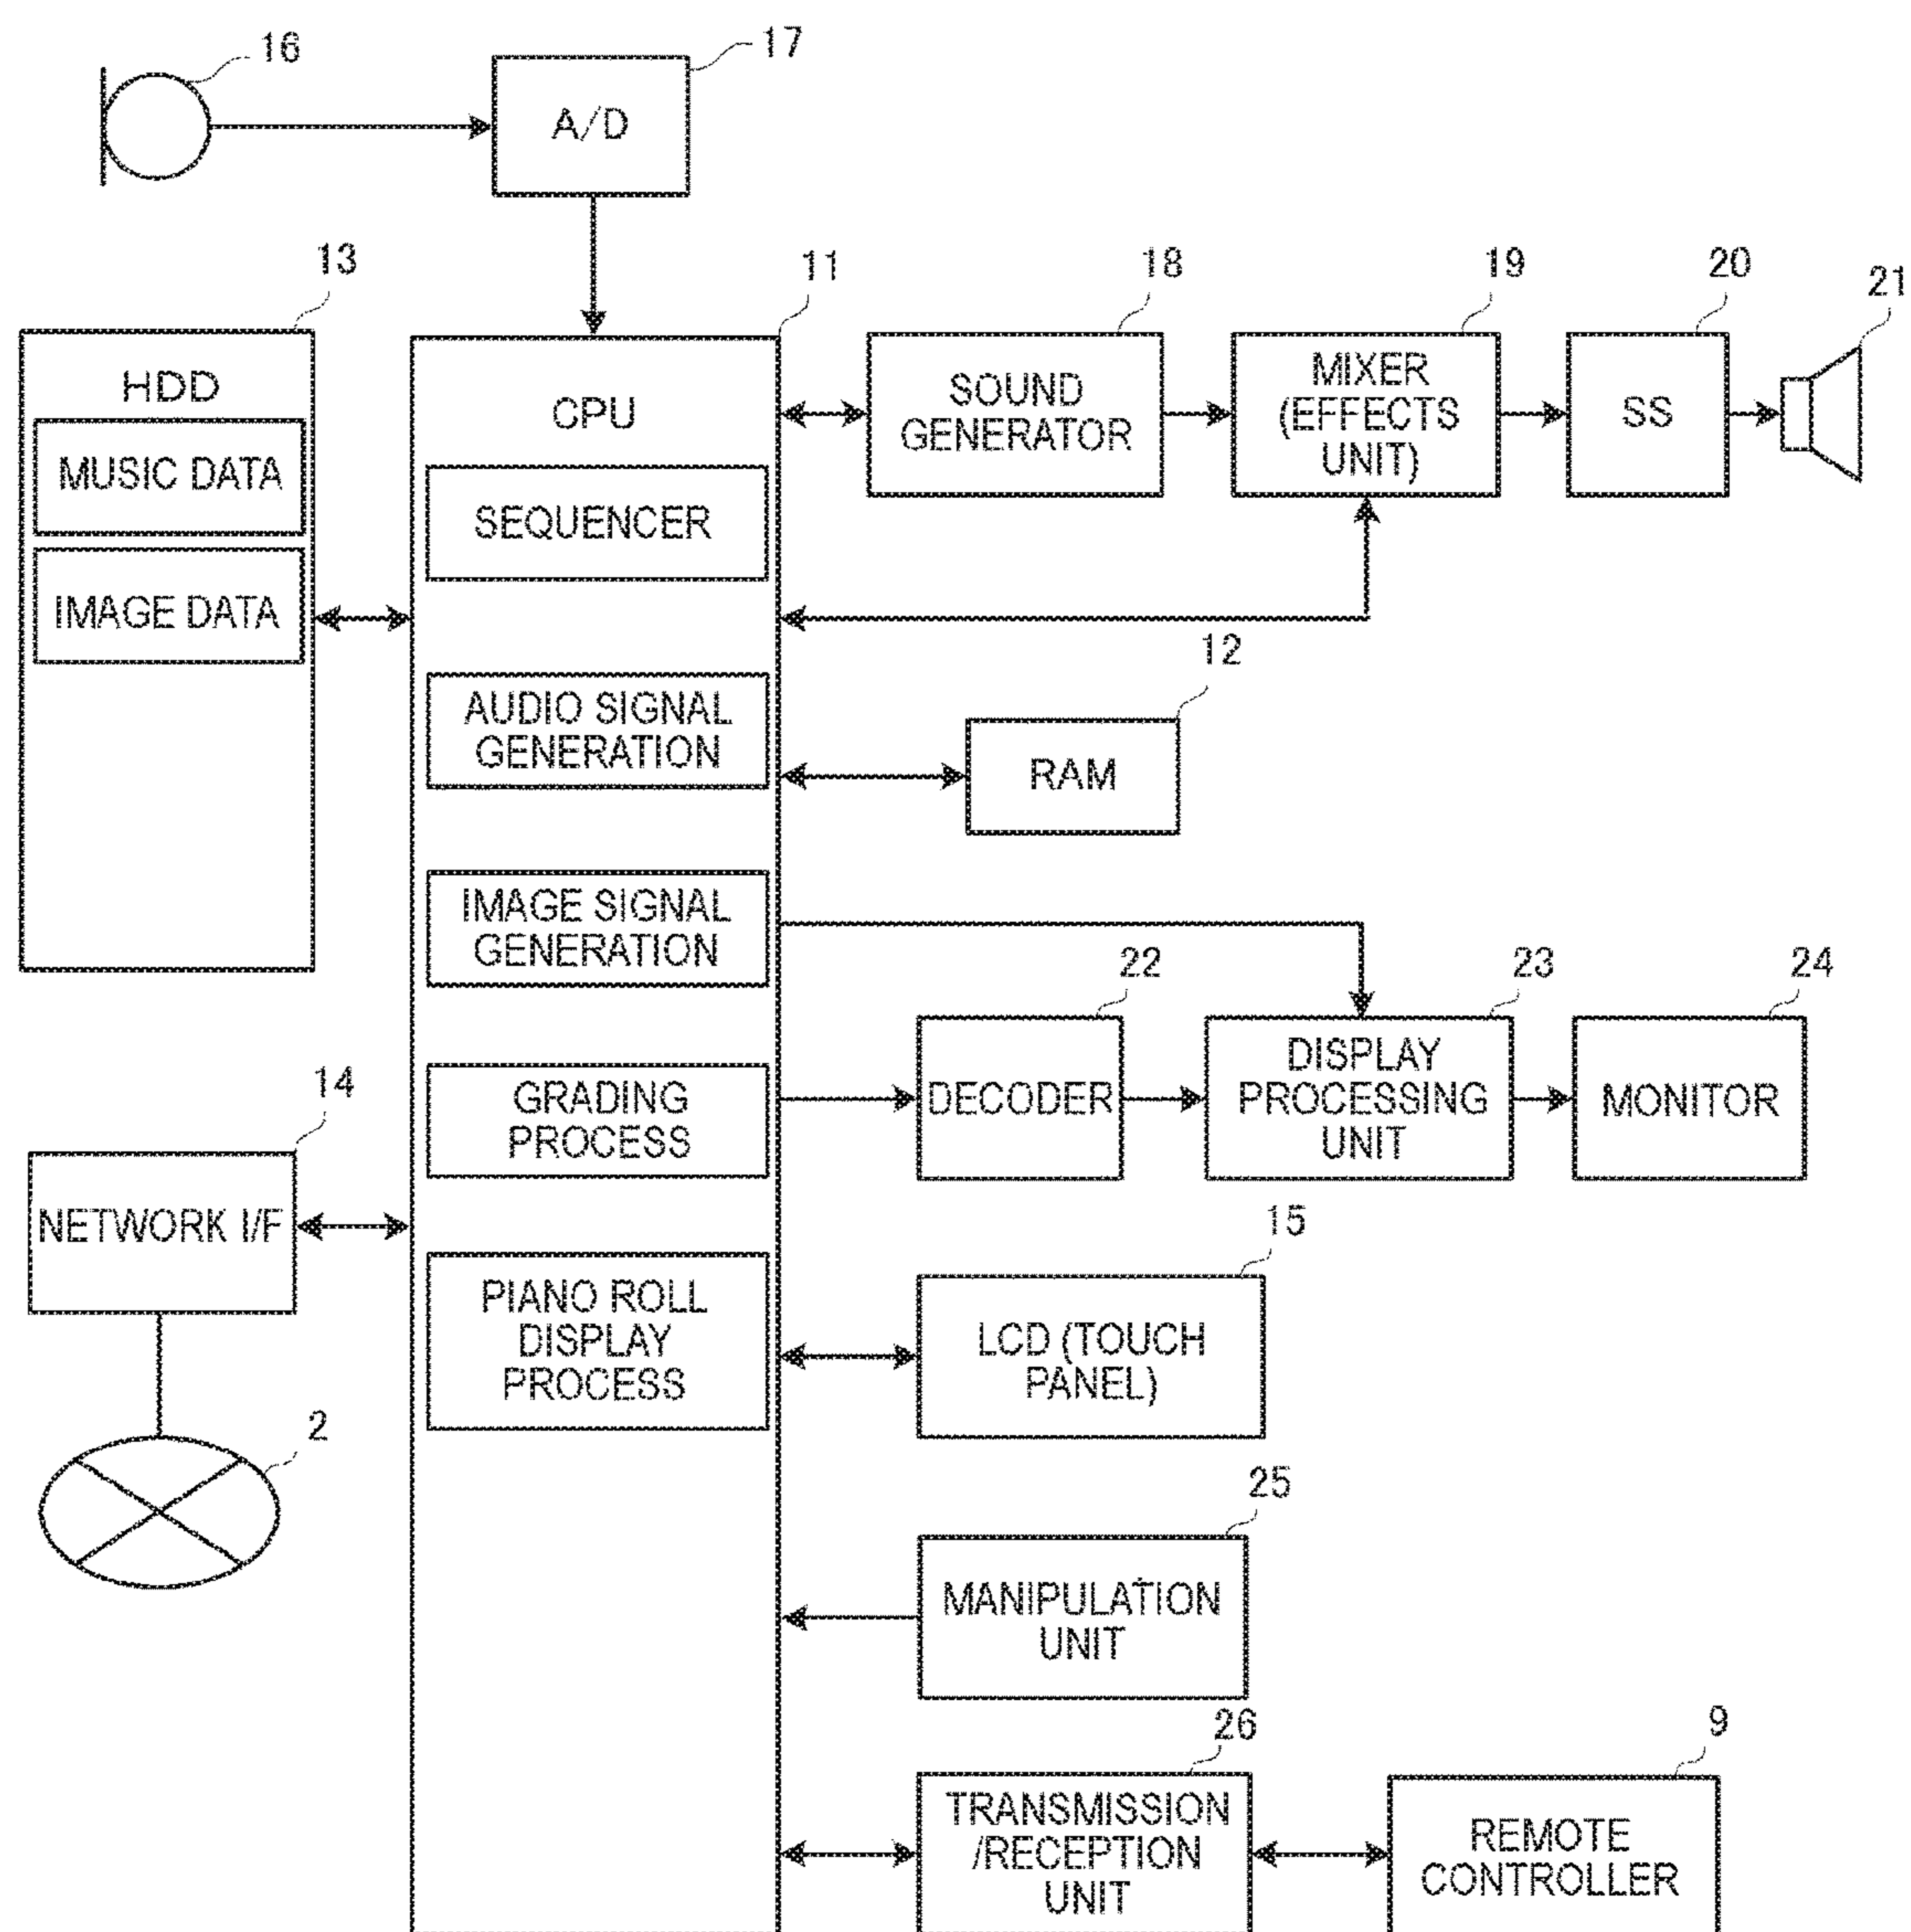 16
17
A/D
13
11
18
19
20
21
HDD
MUSIC DATA
IMAGE DATA
CPU
SEQUENCER
AUDIO SIGNAL
GENERATION
IMAGE SIGNAL
GENERATION
GRADING
PROCESS
PIANO ROLL
DISPLAY
PROCESS
SOUND
GENERATOR
MIXER
(EFFECTS
UNIT)
SS
12
RAM
22
23
24
DECODER
DISPLAY
PROCESSING
UNIT
MONITOR
14
NETWORK I/F
2
15
LCD (TOUCH
PANEL)
25
MANIPULATION
UNIT
26
9
TRANSMISSION
/RECEPTION
UNIT
REMOTE
CONTROLLER